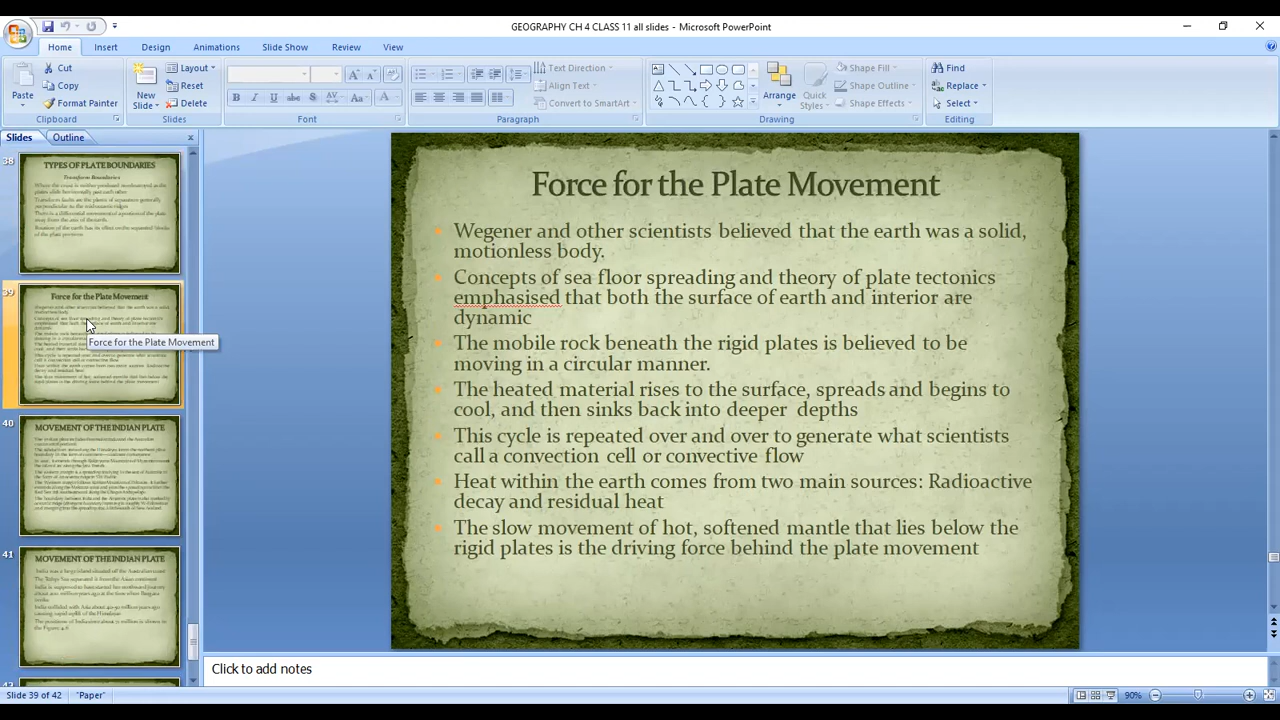 GEOGRAPHY CH 4 CLASS 11 all slides - Microsoft PowerPoint
Home Insert Design Animations Slide Show Review View
Paste
Cut
Copy
Format Painter
Clipboard
New
Slide
Layout
Reset
Delete
Slides
B I U abc S AV Aa A
Font
Text Direction
Align Text
Convert to SmartArt
Paragraph
Arrange
Quick
Styles
Shape Fill
Shape Outline
Shape Effects
Drawing
Find
Replace
Select
Editing
Slides Outline
38
TYPES OF PLATE BOUNDARIES
Transform Boundaries
39
Force for the Plate Movement
Force for the Plate Movement
40
MOVEMENT OF THE INDIAN PLATE
41
MOVEMENT OF THE INDIAN PLATE
Force for the Plate Movement
Wegener and other scientists believed that the earth was a solid,
motionless body.
Concepts of sea floor spreading and theory of plate tectonics
emphasised that both the surface of earth and interior are
dynamic
The mobile rock beneath the rigid plates is believed to be
moving in a circular manner.
The heated material rises to the surface, spreads and begins to
cool, and then sinks back into deeper depths
This cycle is repeated over and over to generate what scientists
call a convection cell or convective flow
Heat within the earth comes from two main sources: Radioactive
decay and residual heat
The slow movement of hot, softened mantle that lies below the
rigid plates is the driving force behind the plate movement
Click to add notes
Slide 39 of 42 "Paper" 90%